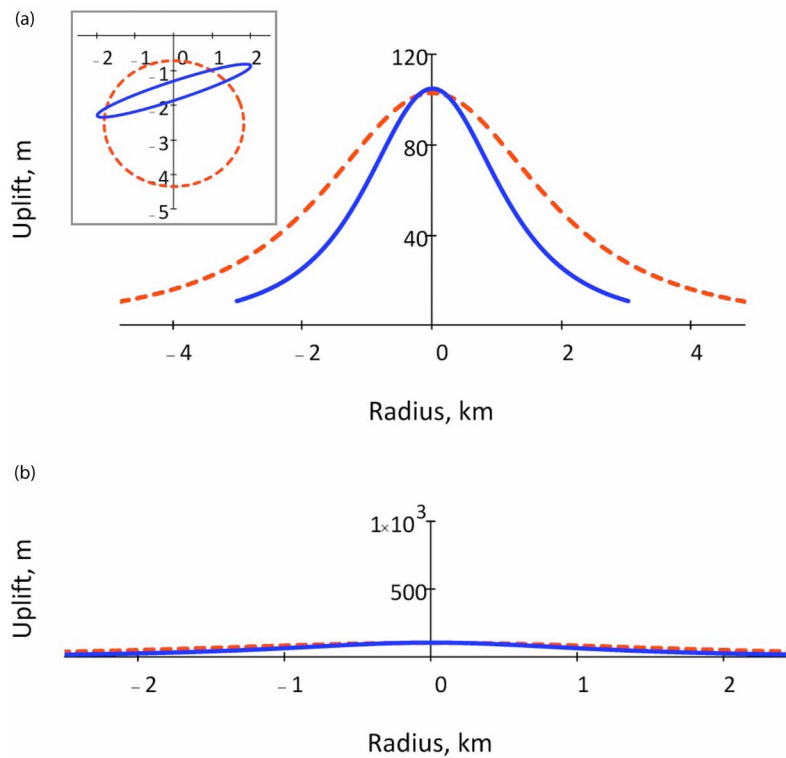 (a)
– 2 – 1 0 1 2
–1
–2
–3
–4
–5
120
80
40
Uplift, m
– 4 – 2 0 2 4
Radius, km
(b)
1×10³
500
Uplift, m
– 2 – 1 0 1 2
Radius, km